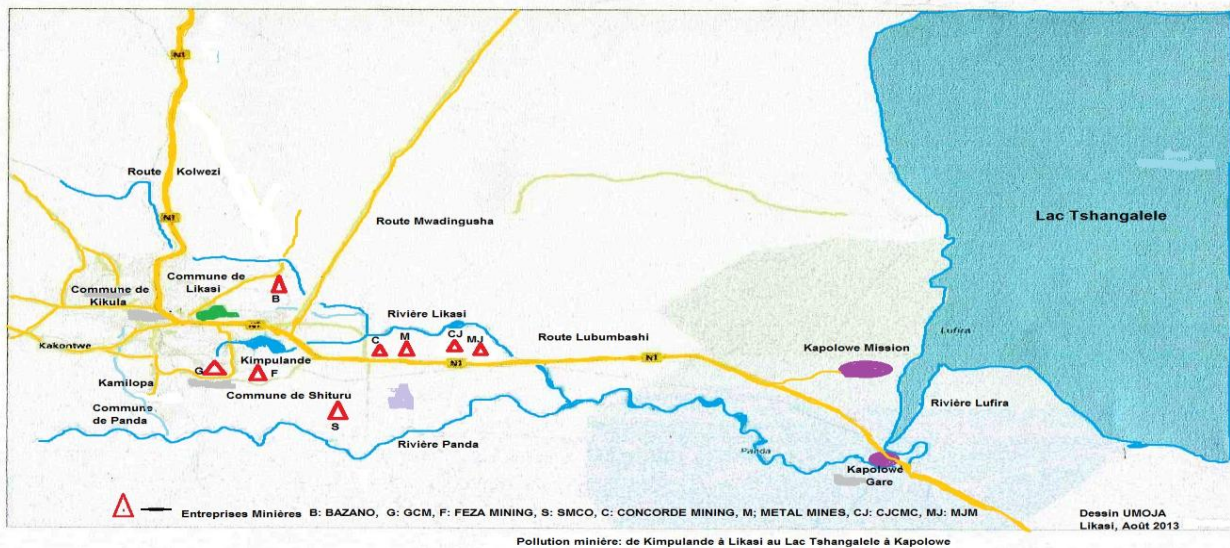 N1
Route Kolwezi
N1
Route Mwadingusha
Lac Tshangalele
Commune de
Likasi
Commune de
Kikula
B
Rivière Likasi
N1
Lufira
Route Lubumbashi
C
M
CJ
MJ
Kakontwe
Kimpulande
N1
N1
Kapolowe Mission
G
F
Kamilopa
Commune de Shituru
Rivière Lufira
Commune
de Panda
S
Rivière Panda
Panda
Kapolowe
Gare
Entreprises Minières B: BAZANO, G: GCM, F: FEZA MINING, S: SMCO, C: CONCORDE MINING, M; METAL MINES, CJ: CJCMC, MJ: MJM
Dessin UMOJA
Likasi, Août 2013
Pollution minière: de Kimpulande à Likasi au Lac Tshangalele à Kapolowe